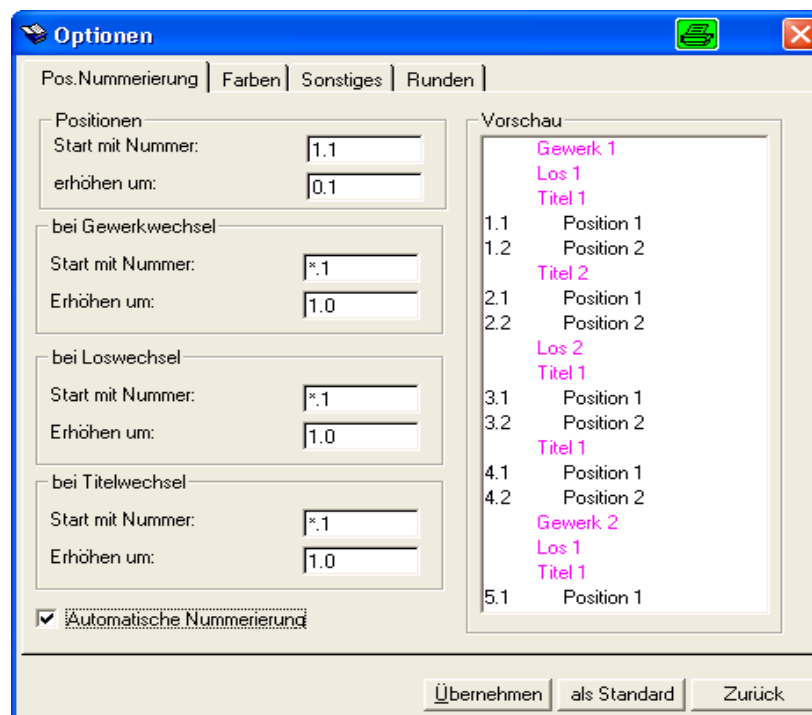 Optionen
Pos.Nummerierung Farben Sonstiges Runden
Positionen
Start mit Nummer: 1.1
erhöhen um: 0.1
bei Gewerkwechsel
Start mit Nummer: *.1
Erhöhen um: 1.0
bei Loswechsel
Start mit Nummer: *.1
Erhöhen um: 1.0
bei Titelwechsel
Start mit Nummer: *.1
Erhöhen um: 1.0
Automatische Nummerierung
Vorschau
Gewerk 1
Los 1
Titel 1
1.1 Position 1
1.2 Position 2
Titel 2
2.1 Position 1
2.2 Position 2
Los 2
Titel 1
3.1 Position 1
3.2 Position 2
Titel 1
4.1 Position 1
4.2 Position 2
Gewerk 2
Los 1
Titel 1
5.1 Position 1
Übernehmen als Standard Zurück